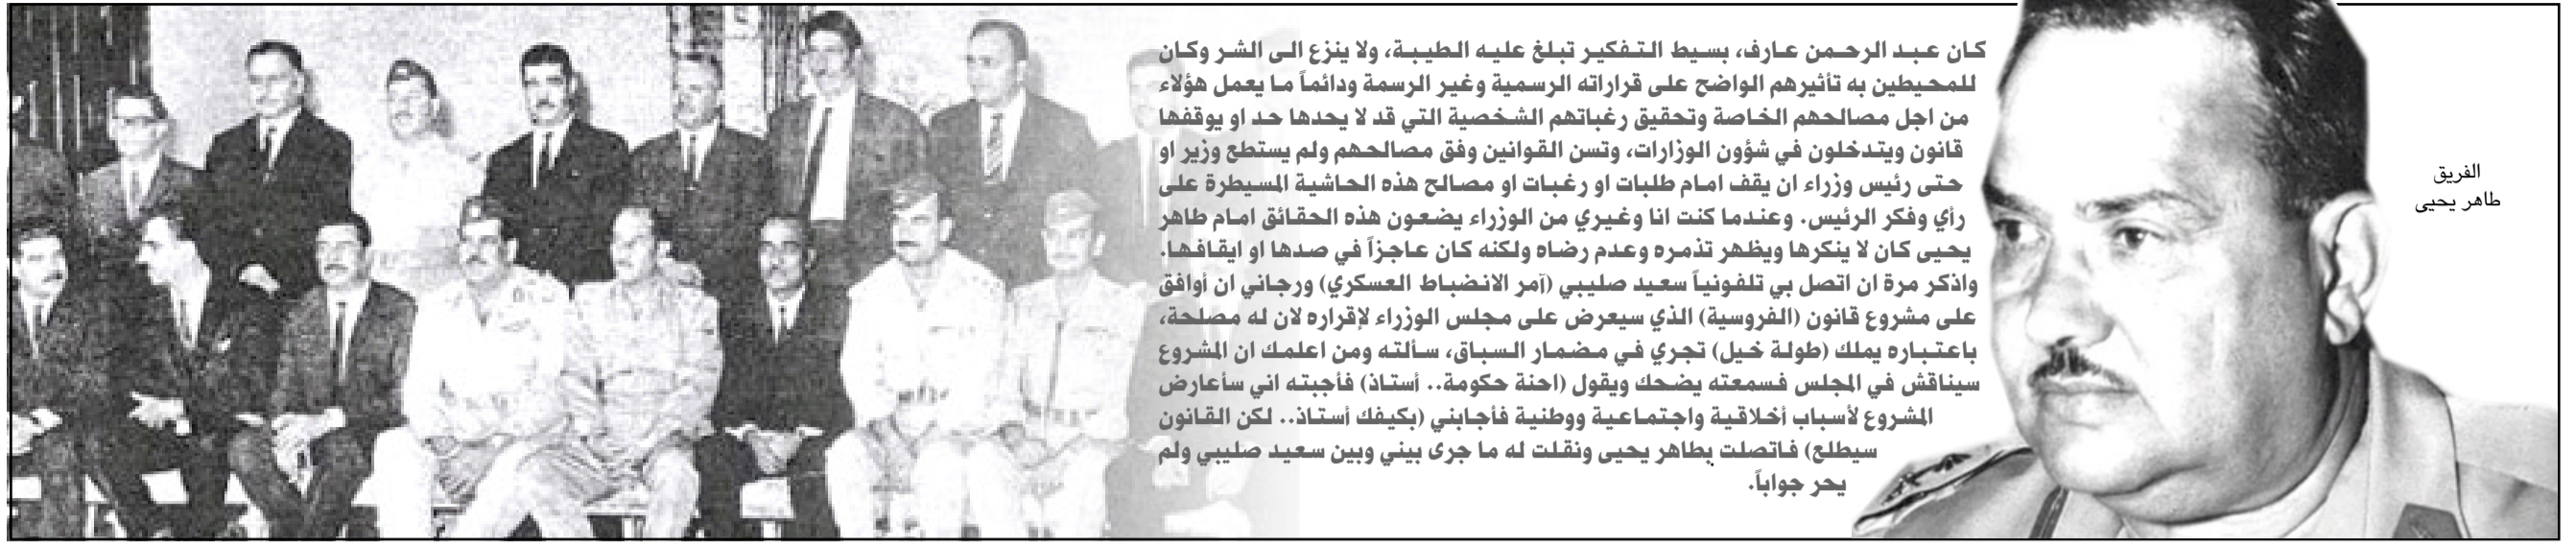 كان عبد الرحمن عارف، بسيط التفكير تبلغ عليه الطيبة، ولا ينزع الى الشر وكان
للمحيطين به تأثيرهم الواضح على قراراته الرسمية وغير الرسمة ودائماً ما يعمل هؤلاء
من اجل مصالحهم الخاصة وتحقيق رغباتهم الشخصية التي قد لا يحدها حد او يوقفها
قانون ويتدخلون في شؤون الوزارات، وتسن القوانين وفق مصالحهم ولم يستطع وزير او
حتى رئيس وزراء ان يقف امام طلبات او رغبات او مصالح هذه الحاشية المسيطرة على
رأي وفكر الرئيس. وعندما كنت انا وغيري من الوزراء يضعون هذه الحقائق امام طاهر
يحيى كان لا ينكرها ويظهر تذمره وعدم رضاه ولكنه كان عاجزاً في صدها او ايقافها.
واذكر مرة ان اتصل بي تلفونياً سعيد صليبي (آمر الانضباط العسكري) ورجاني ان أوافق
على مشروع قانون (الفروسية) الذي سيعرض على مجلس الوزراء لإقراره لان له مصلحة،
باعتباره يملك (طولة خيل) تجري في مضمار السباق، سألته ومن اعلمك ان المشروع
سيناقش في المجلس فسمعته يضحك ويقول (احنة حكومة.. أستاذ) فأجبته اني سأعارض
المشروع لأسباب أخلاقية واجتماعية ووطنية فأجابني (بكيفك أستاذ.. لكن القانون
سيطلع) فاتصلت بطاهر يحيى ونقلت له ما جرى بيني وبين سعيد صليبي ولم
يحر جواباً.
الفريق
طاهر يحيى